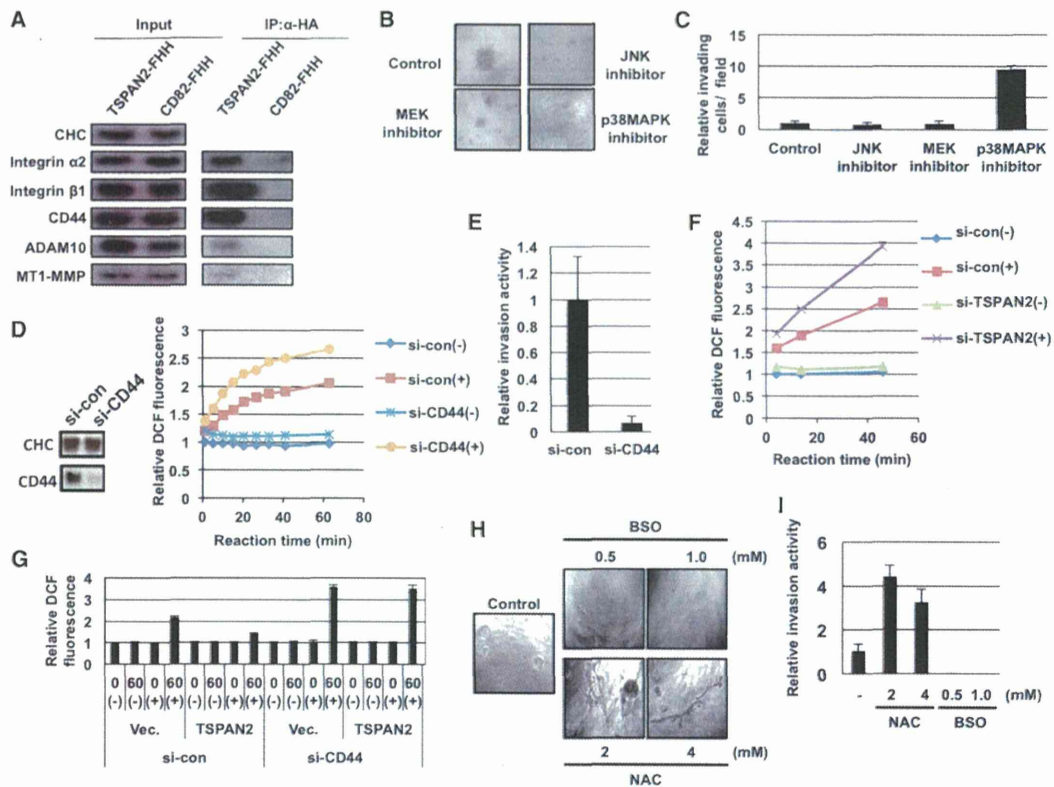 A
Input
IP:α-HA
TSPAN2-FHH
CD82-FHH
TSPAN2-FHH
CD82-FHH
CHC
Integrin α2
Integrin β1
CD44
ADAM10
MT1-MMP
B
Control
JNK
inhibitor
MEK
inhibitor
p38MAPK
inhibitor
C
Relative invading
cells/ field
15
10
5
0
Control
JNK
inhibitor
MEK
inhibitor
p38MAPK
inhibitor
D
si-con
si-CD44
CHC
CD44
Relative DCF fluorescence
3
2.5
2
1.5
1
0.5
0
0 20 40 60 80
Reaction time (min)
si-con(-)
si-con(+)
si-CD44(-)
si-CD44(+)
E
Relative invasion activity
1.4
1.2
1
0.8
0.6
0.4
0.2
0
si-con si-CD44
F
Relative DCF fluorescence
4.5
4
3.5
3
2.5
2
1.5
1
0.5
0
0 20 40 60
Reaction time (min)
si-con(-)
si-con(+)
si-TSPAN2(-)
si-TSPAN2(+)
G
Relative DCF
fluorescence
4
3
2
1
0
0 60 0 60 0 60 0 60 0 60 0 60 0 60 0 60
(-) (-) (+) (+) (-) (-) (+) (+) (-) (-) (+) (+) (-) (-) (+) (+)
Vec. TSPAN2 Vec. TSPAN2
si-con si-CD44
H
BSO
0.5 1.0 (mM)
Control
2 4 (mM)
NAC
I
Relative invasion activity
6
4
2
0
- 2 4 0.5 1.0 (mM)
NAC BSO